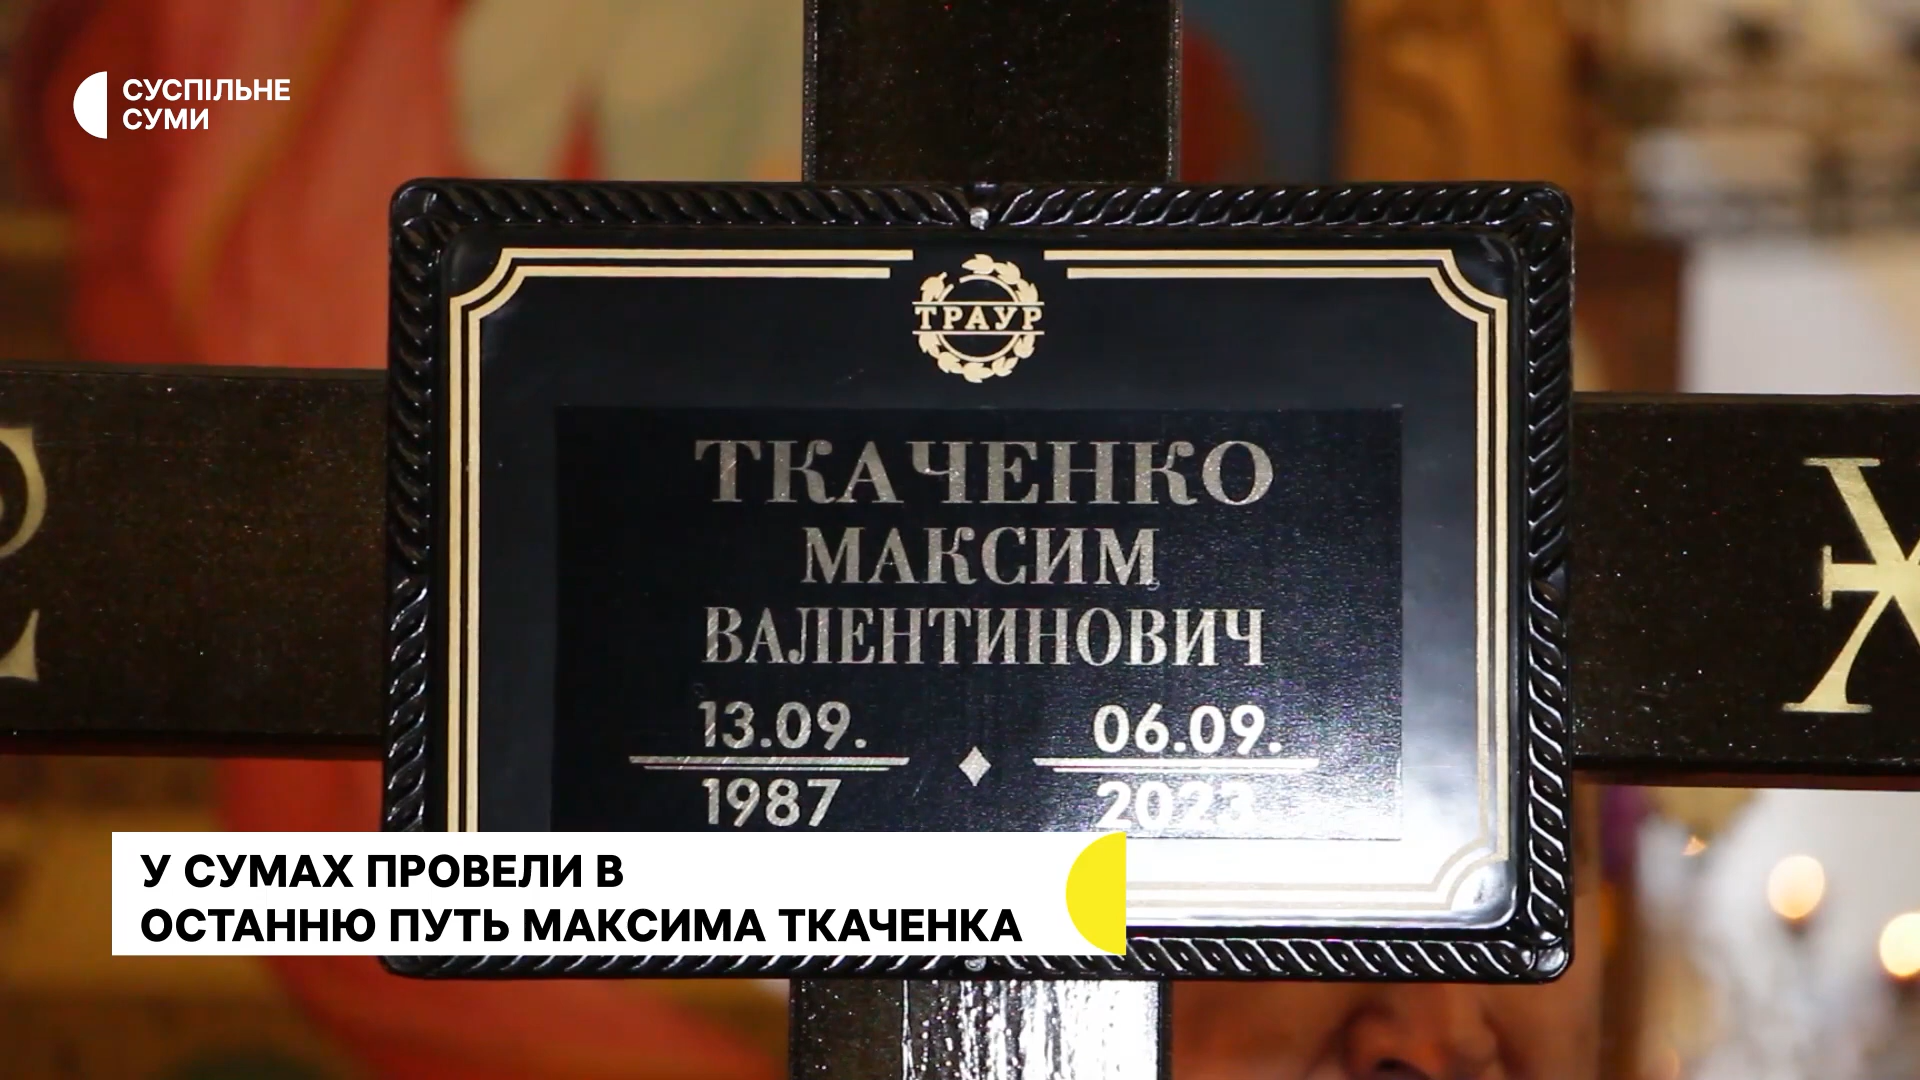 СУСПІЛЬНЕ
СУМИ
ТРАУР
ТКАЧЕНКО
МАКСИМ
ВАЛЕНТИНОВИЧ
13.09. 06.09.
1987 2023
Ж
У СУМАХ ПРОВЕЛИ В
ОСТАННЮ ПУТЬ МАКСИМА ТКАЧЕНКА